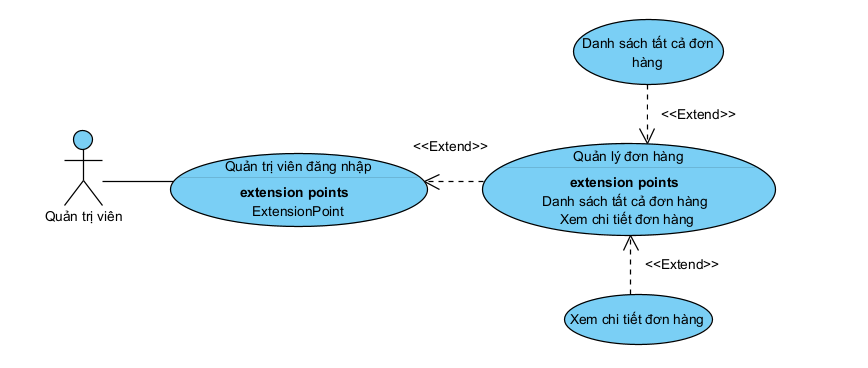 Danh sách tất cả đơn
hàng
<<Extend>>
<<Extend>>
Quản trị viên
Quản trị viên đăng nhập
extension points
ExtensionPoint
Quản lý đơn hàng
extension points
Danh sách tất cả đơn hàng
Xem chi tiết đơn hàng
<<Extend>>
Xem chi tiết đơn hàng